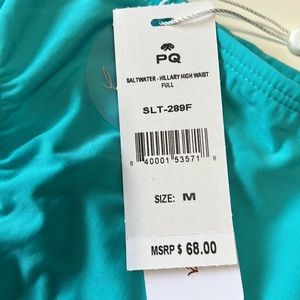 PQ
SALTWATER - HILLARY HIGH WAIST
FULL
SLT-289F
8 40001 53571 8
SIZE: M
MSRP $ 68.00